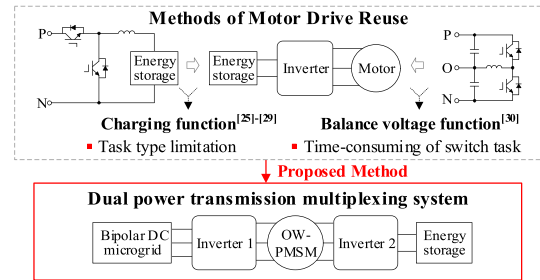 Methods of Motor Drive Reuse
P
N
Energy storage
Energy storage
Inverter
Motor
P
O
N
Charging function[25]-[29]
Task type limitation
Balance voltage function[30]
Time-consuming of switch task
Proposed Method
Dual power transmission multiplexing system
Bipolar DC microgrid
Inverter 1
OW-PMSM
Inverter 2
Energy storage